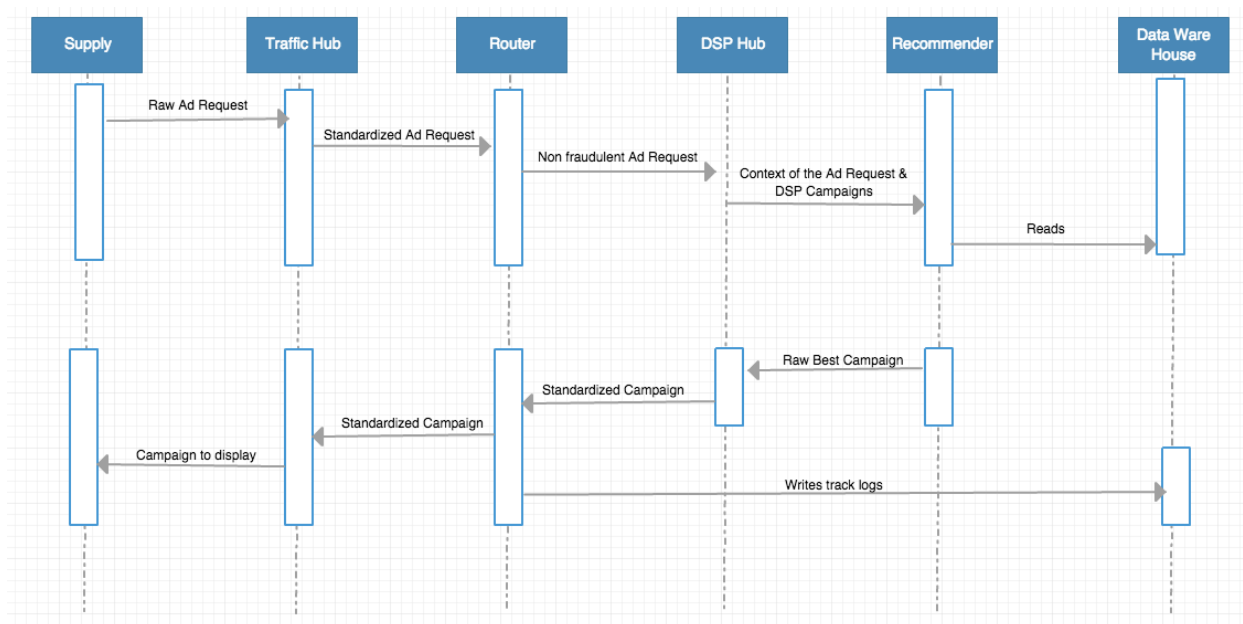 Supply
Traffic Hub
Router
DSP Hub
Recommender
Data Ware
House
Raw Ad Request
Standardized Ad Request
Non fraudulent Ad Request
Context of the Ad Request &
DSP Campaigns
Reads
Raw Best Campaign
Standardized Campaign
Standardized Campaign
Campaign to display
Writes track logs